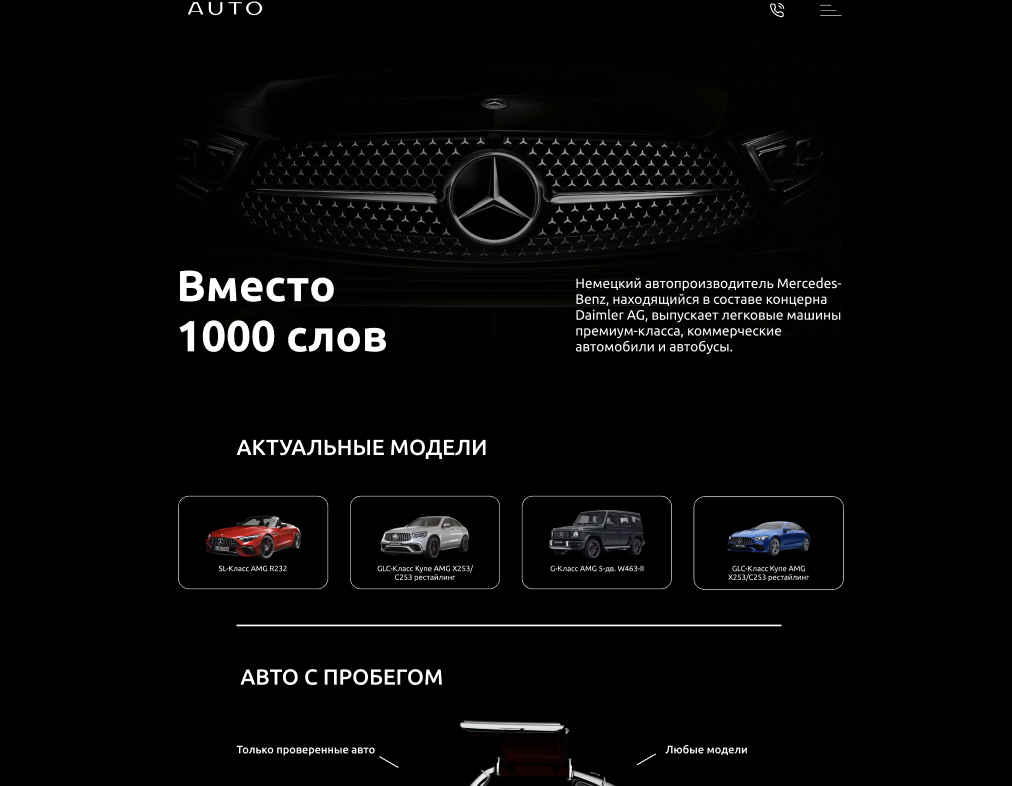 AUTO
Вместо
1000 слов
Немецкий автопроизводитель Mercedes-
Benz, находящийся в составе концерна
Daimler AG, выпускает легковые машины
премиум-класса, коммерческие
автомобили и автобусы.
АКТУАЛЬНЫЕ МОДЕЛИ
SL-Класс AMG R232
GLC-Класс Купе AMG X253/
C253 рестайлинг
G-Класс AMG 5-дв. W463-II
GLC-Класс Купе AMG
X253/C253 рестайлинг
АВТО С ПРОБЕГОМ
Только проверенные авто
Любые модели